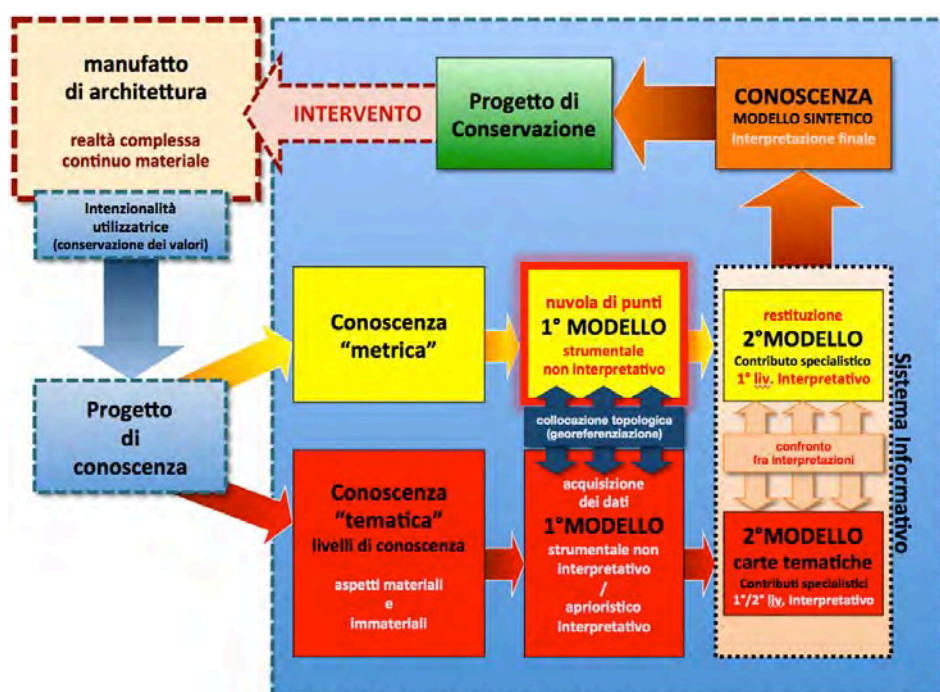 manufatto
di architettura
realtà complessa
continuo materiale
INTERVENTO
Progetto di
Conservazione
CONOSCENZA
MODELLO SINTETICO
Interpretazione finale
Intenzionalità
utilizzatrice
(conservazione dei valori)
Progetto
di
conoscenza
Conoscenza
"metrica"
nuvola di punti
1° MODELLO
strumentale
non interpretativo
restituzione
2°MODELLO
Contributo specialistico
1° liv. Interpretativo
collocazione topologica
(georeferenziazione)
confronto
fra interpretazioni
Conoscenza
"tematica"
livelli di conoscenza
aspetti materiali
e
immateriali
acquisizione
dei dati
1°MODELLO
strumentale non
interpretativo
/
aprioristico
interpretativo
2°MODELLO
carte tematiche
Contributi specialistici
1°/2° liv. Interpretativo
Sistema Informativo